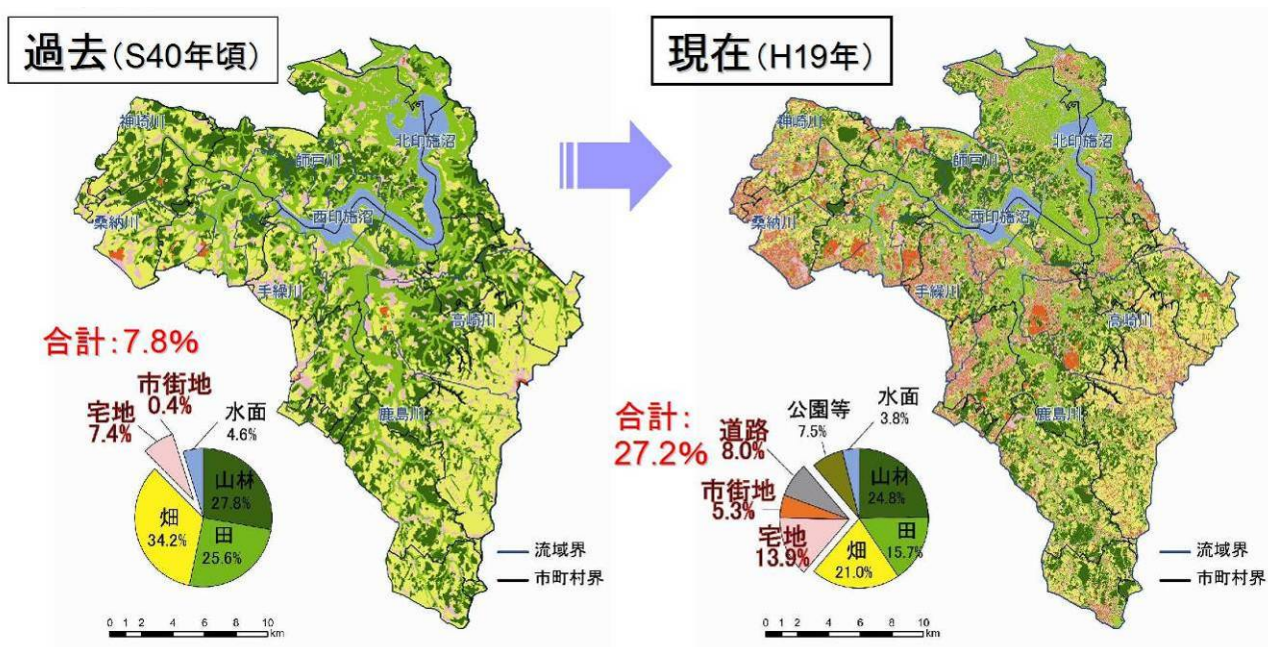 過去(S40年頃)
神埼川
北印旛沼
師戸川
西印旛沼
桑納川
手繰川
高崎川
鹿島川
合計:7.8%
市街地
0.4%
宅地
7.4%
水面
4.6%
山林
27.8%
畑
34.2%
田
25.6%
流域界
市町村界
0 1 2 4 6 8 10
km
現在(H19年)
神埼川
北印旛沼
師戸川
西印旛沼
桑納川
手繰川
高崎川
鹿島川
合計:
27.2%
公園等
7.5%
水面
3.8%
道路
8.0%
市街地
5.3%
宅地
13.9%
山林
24.8%
田
15.7%
畑
21.0%
流域界
市町村界
0 1 2 4 6 8 10
km